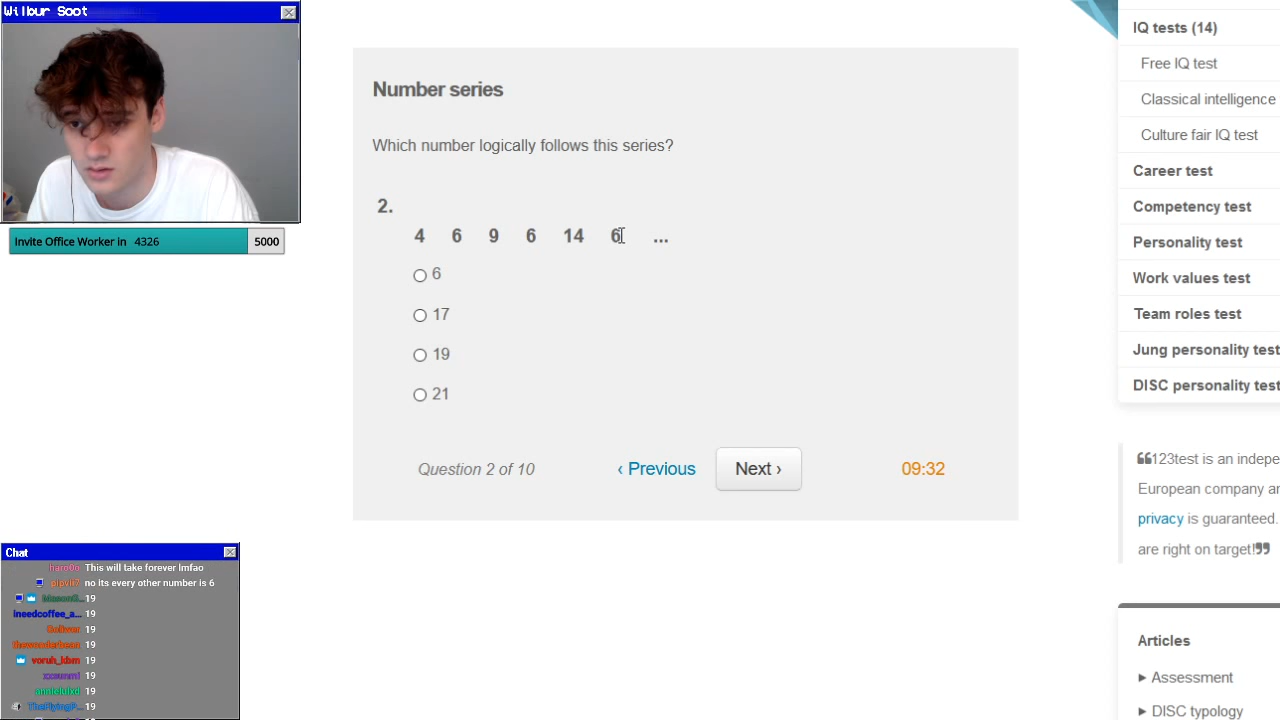 Wilbur Soot
Invite Office Worker in 4326 5000
Number series
Which number logically follows this series?
2.
4 6 9 6 14 6 ...
6
17
19
21
Question 2 of 10 ‹ Previous Next › 09:32
IQ tests (14)
Free IQ test
Classical intelligence
Culture fair IQ test
Career test
Competency test
Personality test
Work values test
Team roles test
Jung personality test
DISC personality test
123test is an indepe
European company an
privacy is guaranteed.
are right on target!
Articles
Assessment
DISC typology
Chat
This will take forever lmfao
no its every other number is 6
19
ineedcoffee_a... 19
19
19
voruh_kbm 19
19
19
19